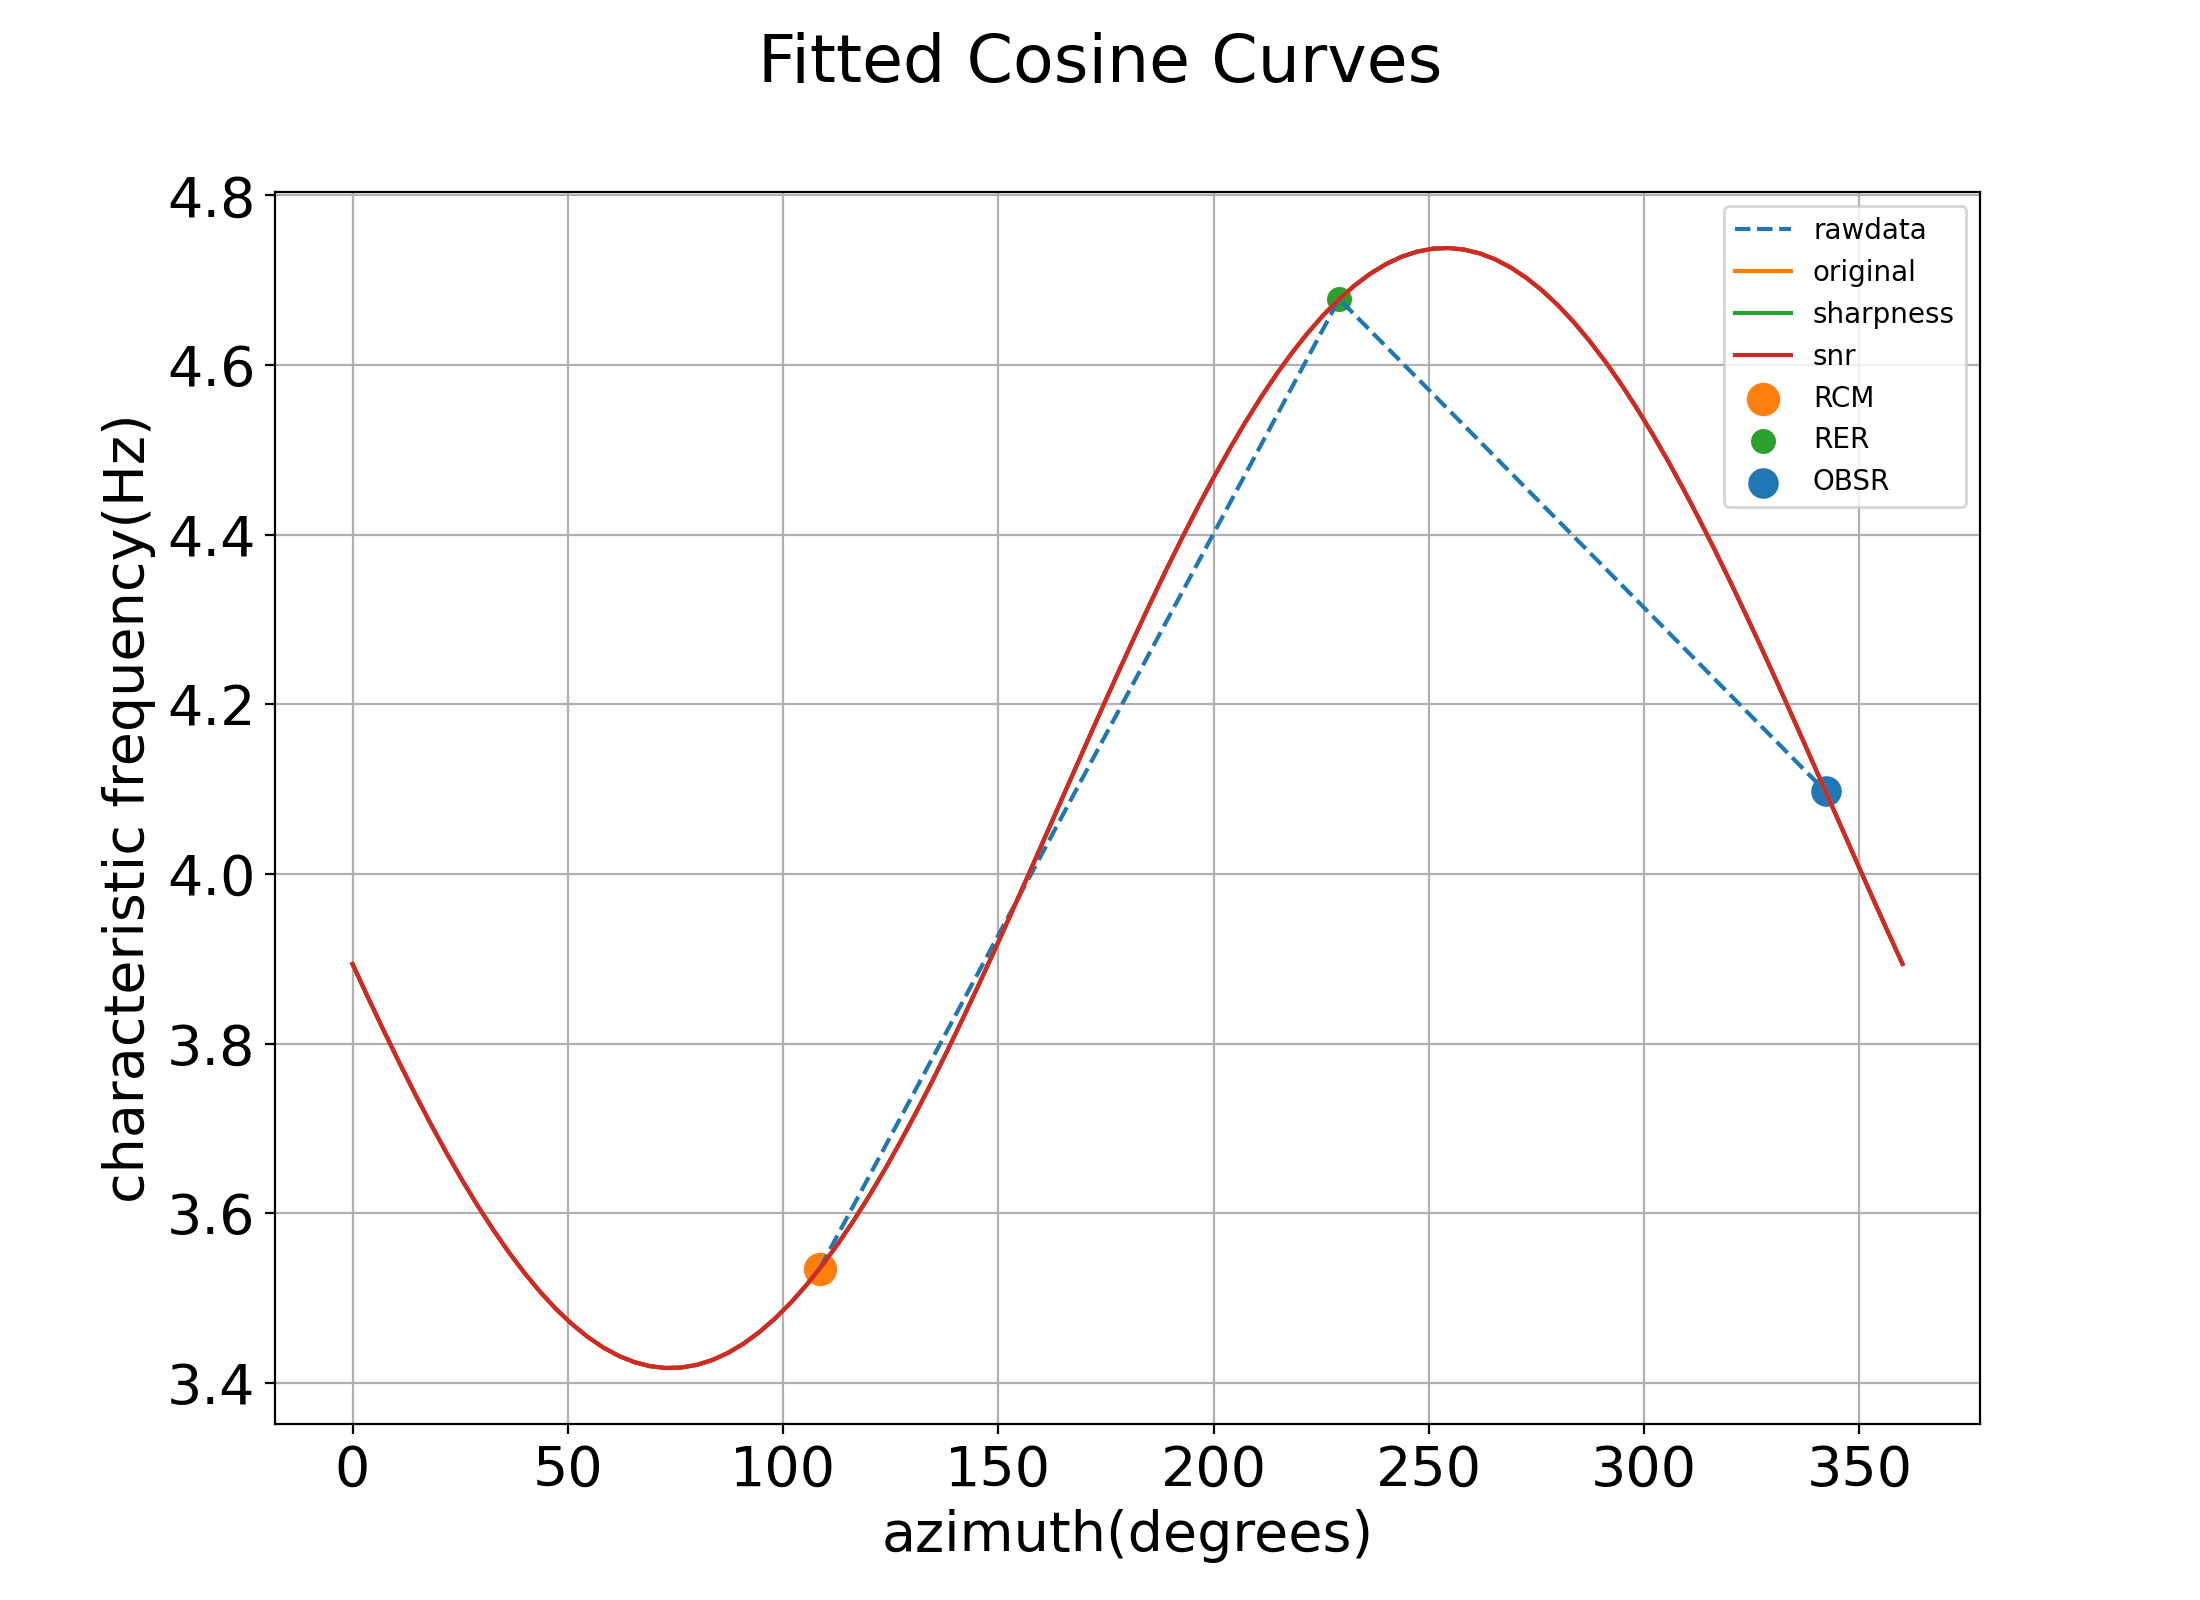 Fitted Cosine Curves
4.8
4.6
4.4
4.2
4.0
3.8
3.6
3.4
characteristic frequency(Hz)
rawdata
original
sharpness
snr
RCM
RER
OBSR
0 50 100 150 200 250 300 350
azimuth(degrees)